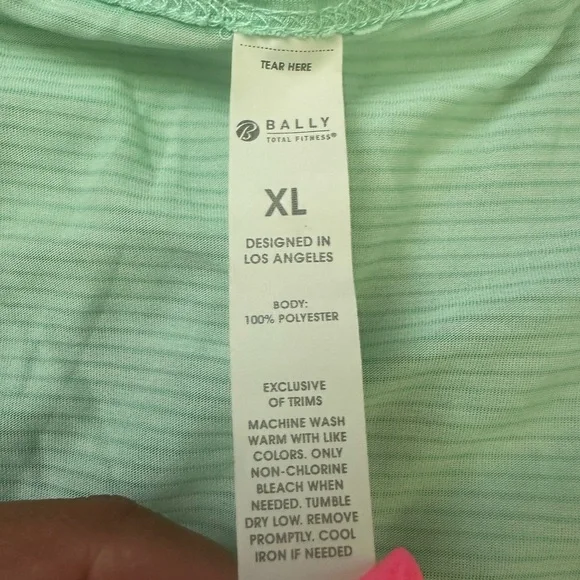 TEAR HERE
B BALLY
TOTAL FITNESS®
XL
DESIGNED IN
LOS ANGELES
BODY:
100% POLYESTER
EXCLUSIVE
OF TRIMS
MACHINE WASH
WARM WITH LIKE
COLORS. ONLY
NON-CHLORINE
BLEACH WHEN
NEEDED. TUMBLE
DRY LOW. REMOVE
PROMPTLY. COOL
IRON IF NEEDED